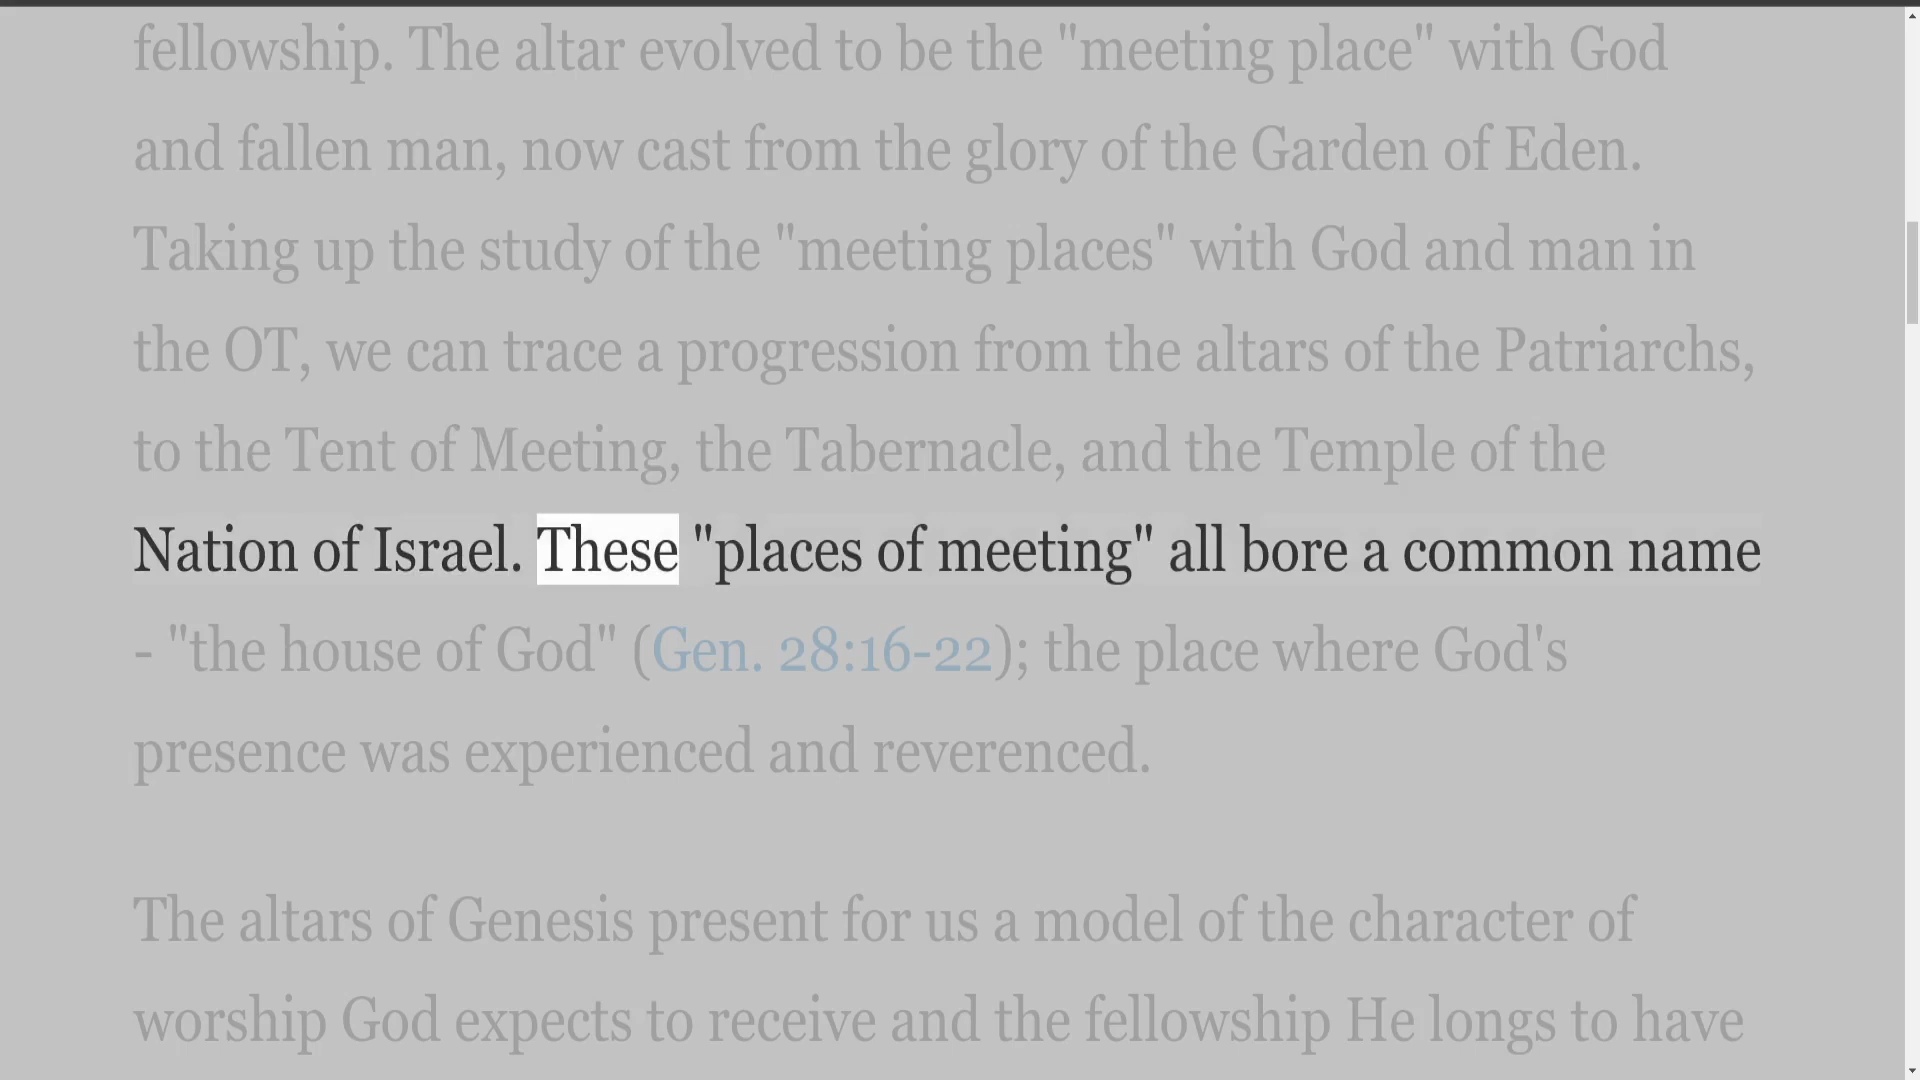 fellowship. The altar evolved to be the "meeting place" with God
and fallen man, now cast from the glory of the Garden of Eden.
Taking up the study of the "meeting places" with God and man in
the OT, we can trace a progression from the altars of the Patriarchs,
to the Tent of Meeting, the Tabernacle, and the Temple of the
Nation of Israel. These "places of meeting" all bore a common name
- "the house of God" (Gen. 28:16-22); the place where God's
presence was experienced and reverenced.
The altars of Genesis present for us a model of the character of
worship God expects to receive and the fellowship He longs to have